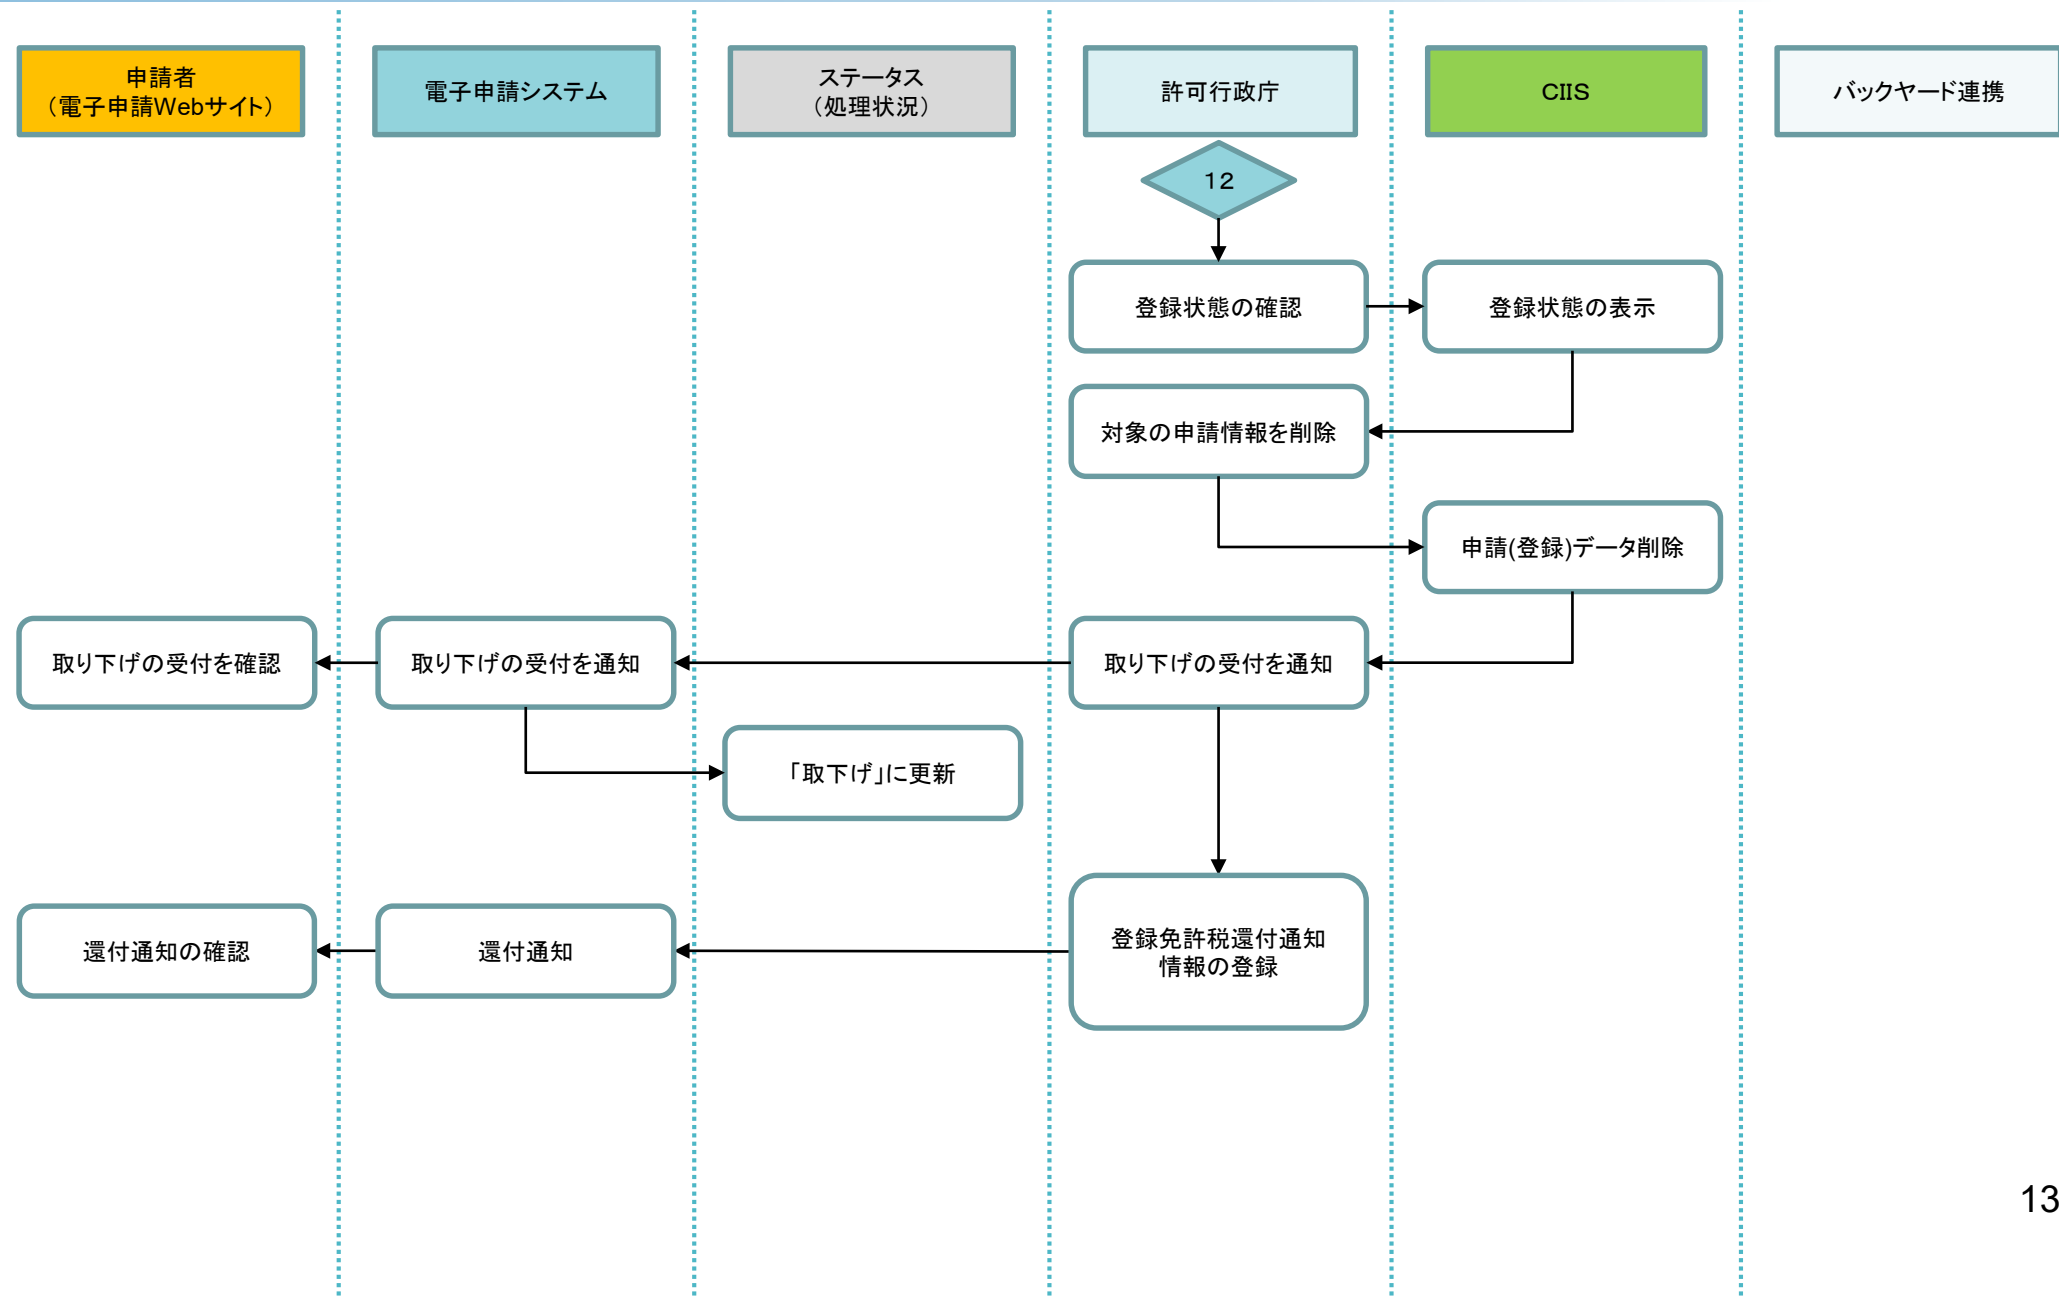 申請者
（電子申請Webサイト）
電子申請システム
ステータス
（処理状況）
許可行政庁
CIIS
バックヤード連携
12
登録状態の確認
登録状態の表示
対象の申請情報を削除
申請(登録)データ削除
取り下げの受付を確認
取り下げの受付を通知
取り下げの受付を通知
「取下げ」に更新
還付通知の確認
還付通知
登録免許税還付通知
情報の登録
13